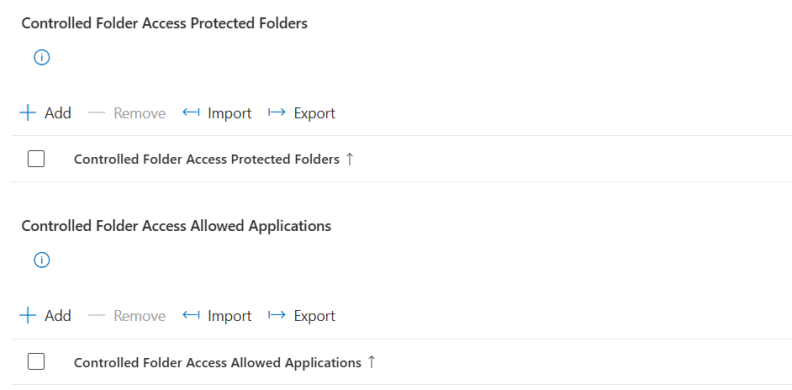 Controlled Folder Access Protected Folders
Add Remove Import Export
Controlled Folder Access Protected Folders ↑
Controlled Folder Access Allowed Applications
Add Remove Import Export
Controlled Folder Access Allowed Applications ↑